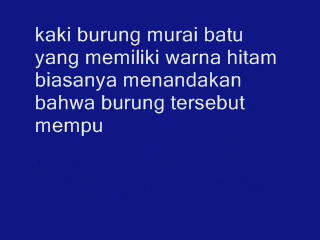 kaki burung murai batu
yang memiliki warna hitam
biasanya menandakan
bahwa burung tersebut
mempu